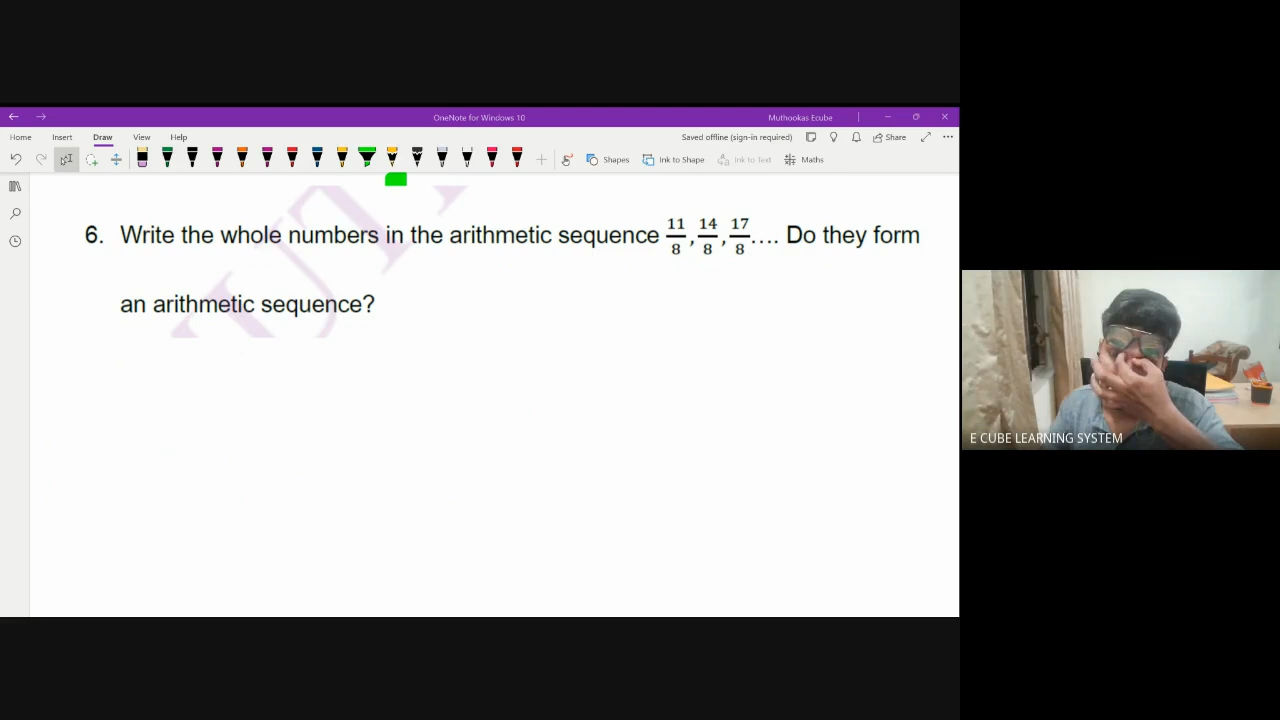 OneNote for Windows 10
Muthookas Ecube
Home Insert Draw View Help
Saved offline (sign-in required) Share
Shapes Ink to Shape Ink to Text Maths
6. Write the whole numbers in the arithmetic sequence 11/8, 14/8, 17/8.... Do they form
an arithmetic sequence?
E CUBE LEARNING SYSTEM